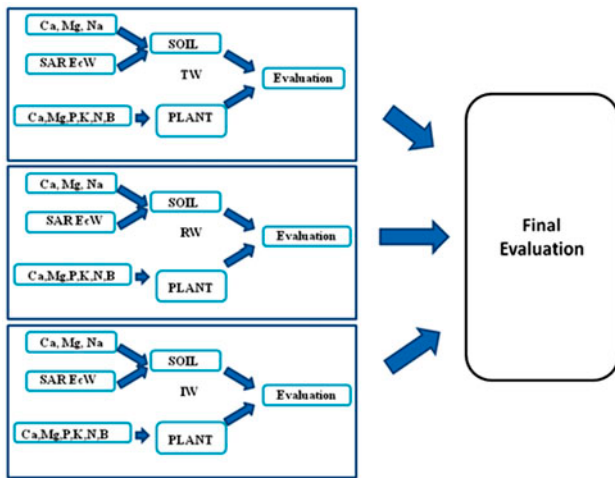 Ca, Mg, Na
SOIL
SAR EcW
TW
Evaluation
Ca,Mg,P,K,N,B
PLANT
Ca, Mg, Na
SOIL
SAR EcW
RW
Evaluation
Ca,Mg,P,K,N,B
PLANT
Ca, Mg, Na
SOIL
SAR EcW
IW
Evaluation
Ca,Mg,P,K,N,B
PLANT
Final
Evaluation